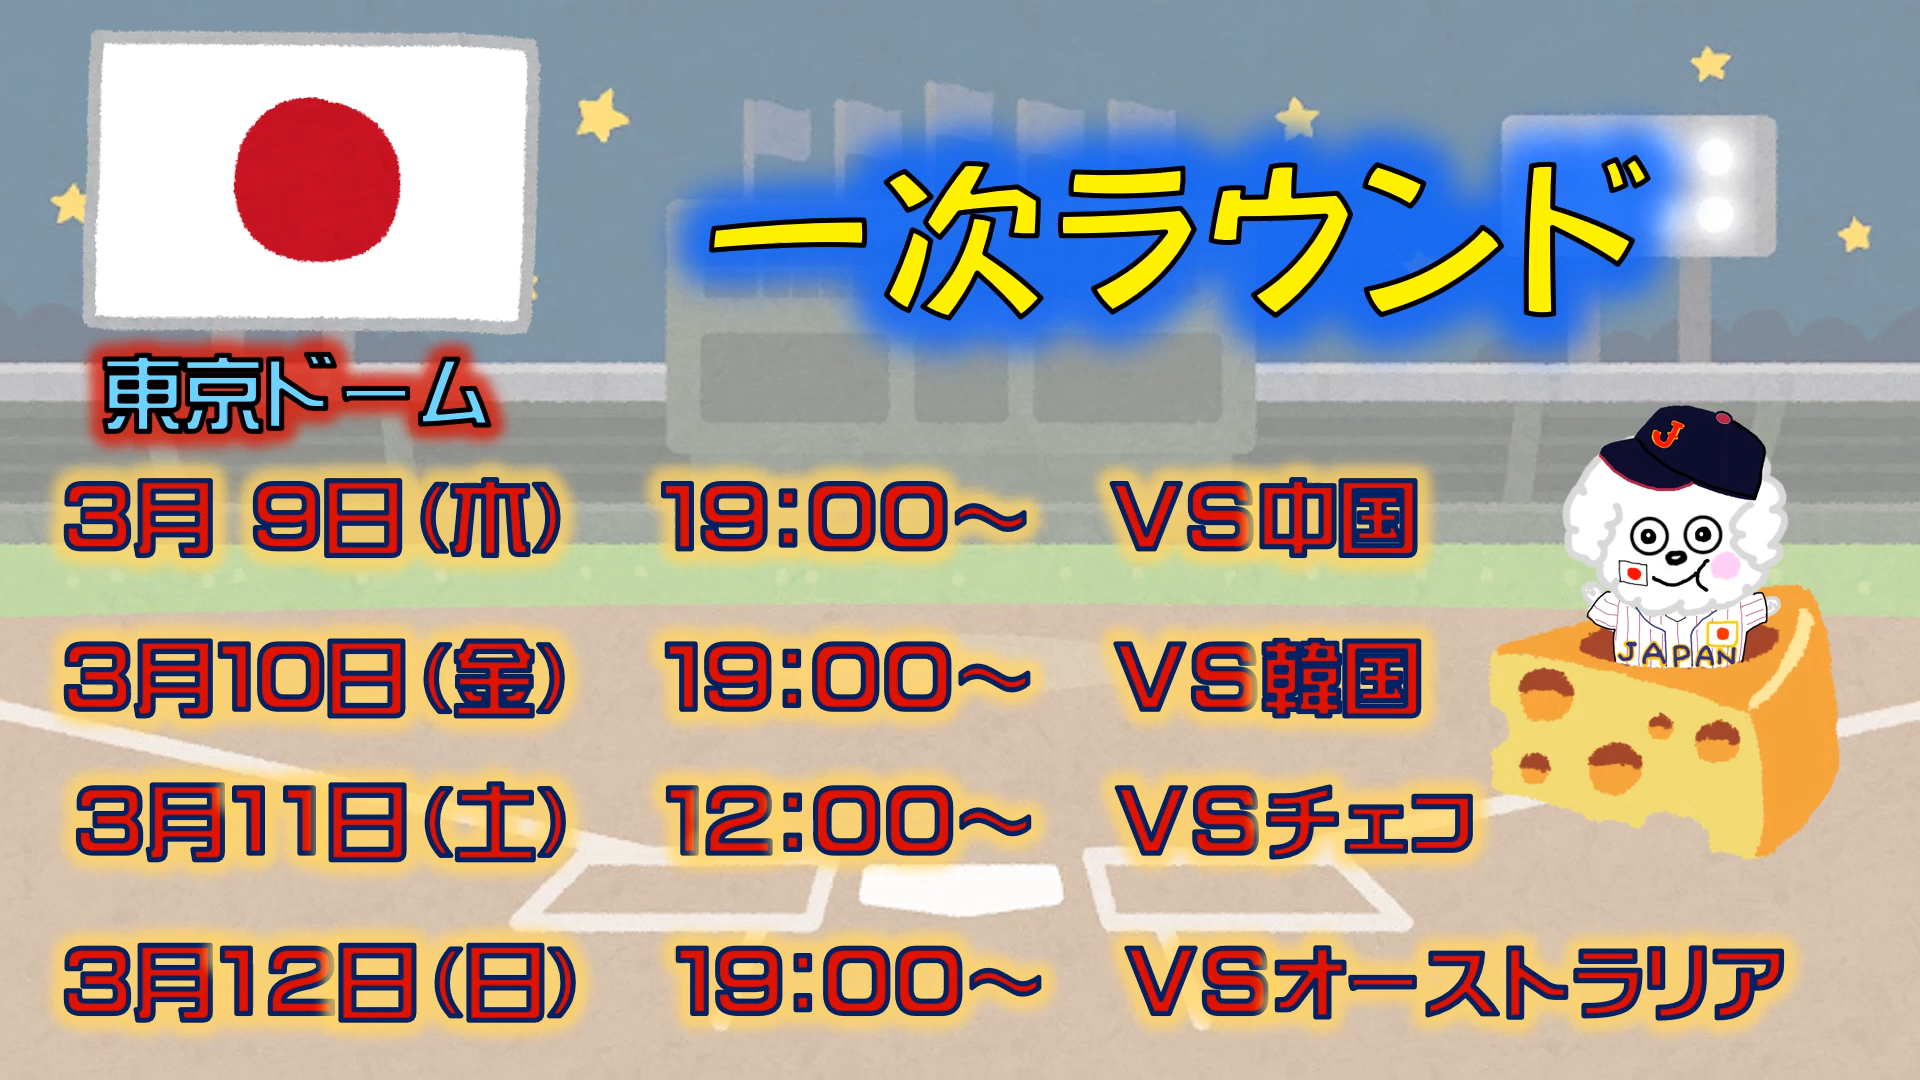 一次ラウンド
東京ドーム
3月 9日(木) 19:00～ VS中国
3月10日(金) 19:00～ VS韓国
3月11日(土) 12:00～ VSチェコ
3月12日(日) 19:00～ VSオーストラリア
J
JAPAN